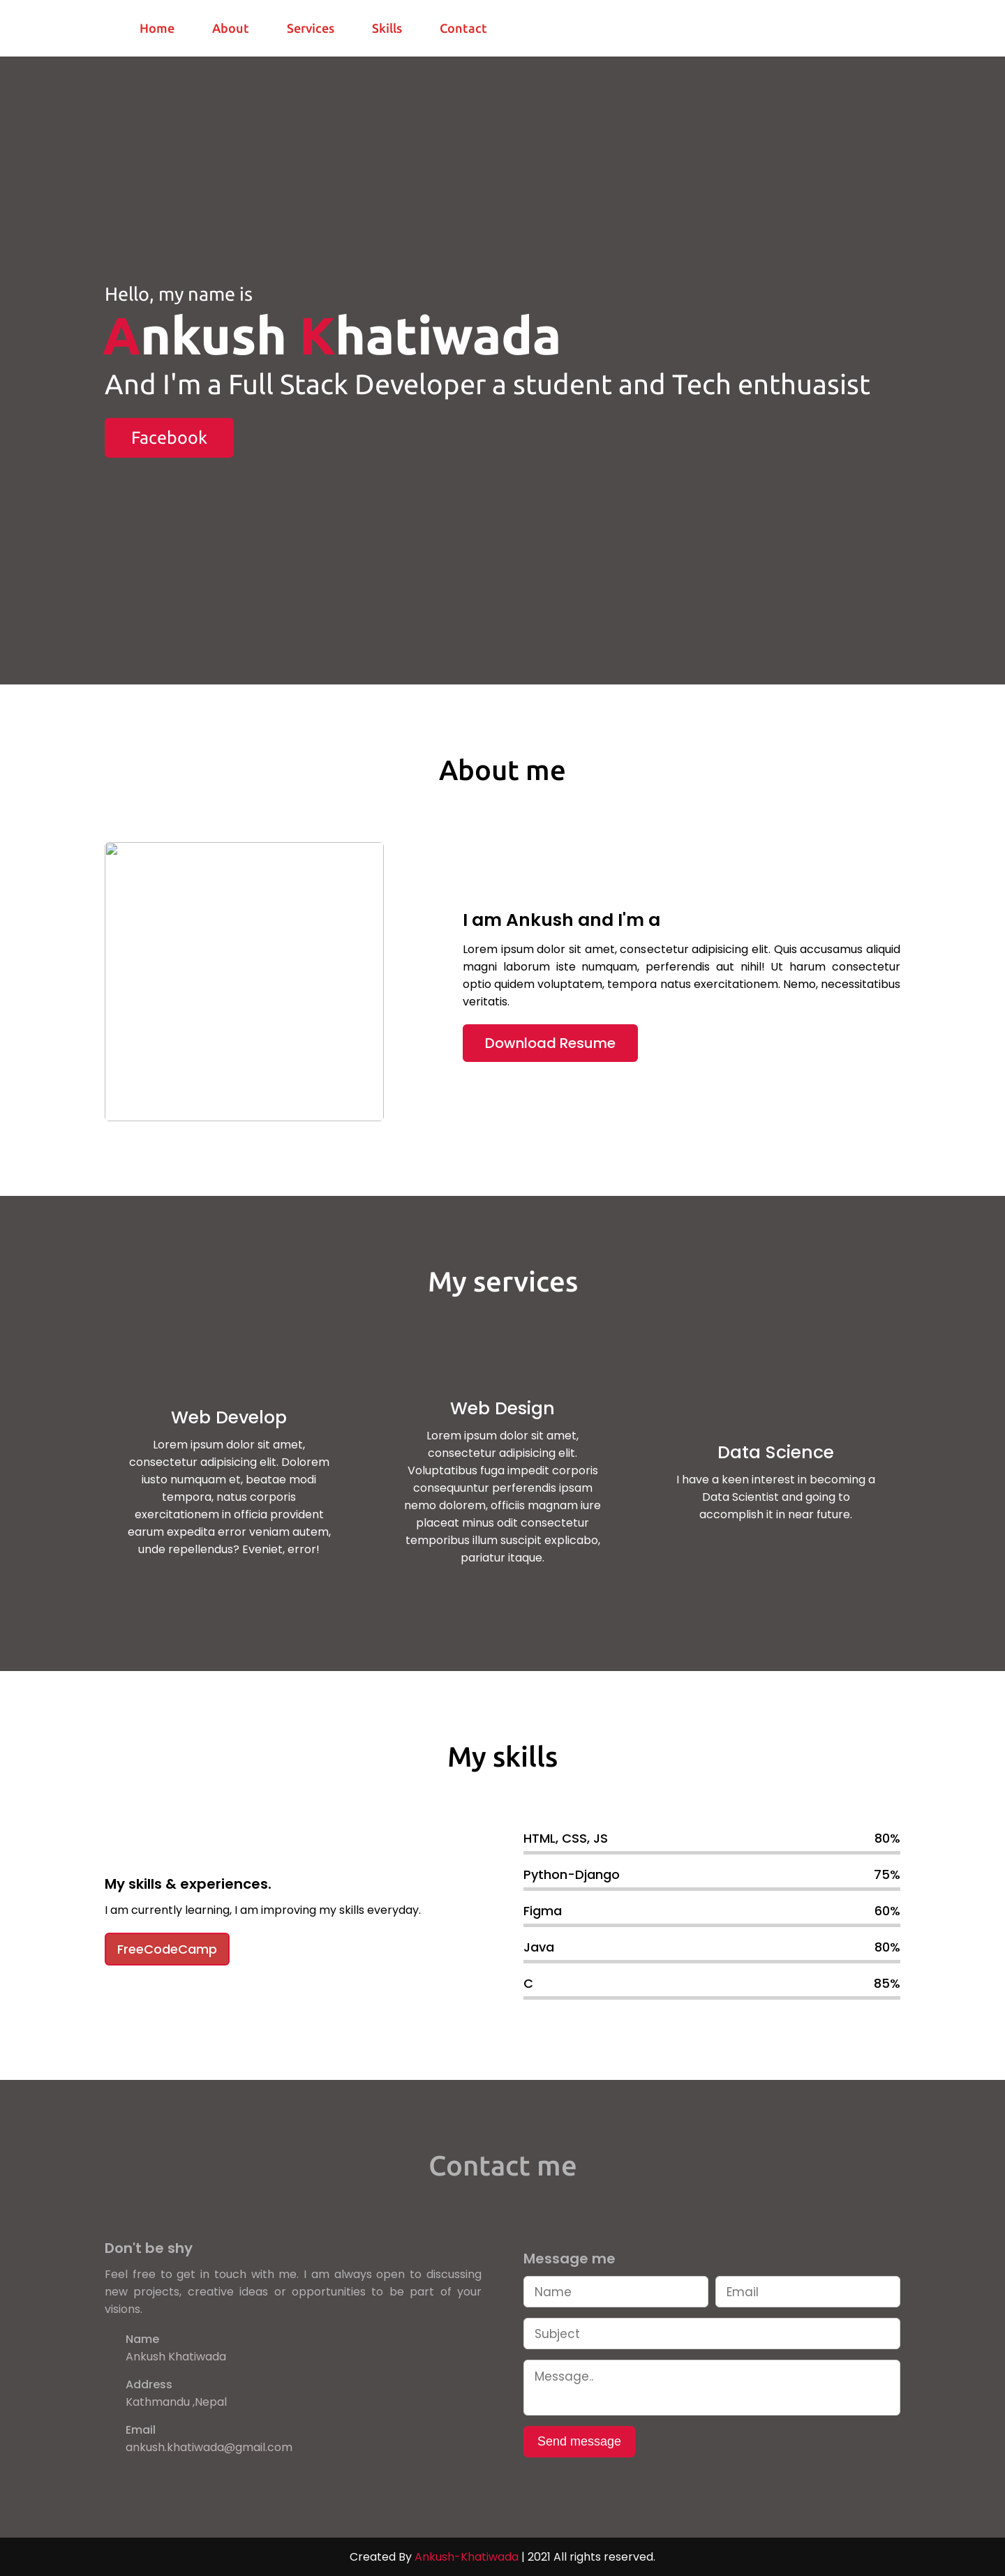 Home About Services Skills Contact
Hello, my name is
Ankush Khatiwada
And I'm a Full Stack Developer a student and Tech enthuasist
Facebook
About me
I am Ankush and I'm a
Lorem ipsum dolor sit amet, consectetur adipisicing elit. Quis accusamus aliquid
magni laborum iste numquam, perferendis aut nihil! Ut harum consectetur
optio quidem voluptatem, tempora natus exercitationem. Nemo, necessitatibus
veritatis.
Download Resume
My services
Web Develop
Lorem ipsum dolor sit amet,
consectetur adipisicing elit. Dolorem
iusto numquam et, beatae modi
tempora, natus corporis
exercitationem in officia provident
earum expedita error veniam autem,
unde repellendus? Eveniet, error!
Web Design
Lorem ipsum dolor sit amet,
consectetur adipisicing elit.
Voluptatibus fuga impedit corporis
consequuntur perferendis ipsam
nemo dolorem, officiis magnam iure
placeat minus odit consectetur
temporibus illum suscipit explicabo,
pariatur itaque.
Data Science
I have a keen interest in becoming a
Data Scientist and going to
accomplish it in near future.
My skills
My skills & experiences.
I am currently learning, I am improving my skills everyday.
FreeCodeCamp
HTML, CSS, JS 80%
Python-Django 75%
Figma 60%
Java 80%
C 85%
Contact me
Don't be shy
Feel free to get in touch with me. I am always open to discussing
new projects, creative ideas or opportunities to be part of your
visions.
Name
Ankush Khatiwada
Address
Kathmandu ,Nepal
Email
ankush.khatiwada@gmail.com
Message me
Name Email
Subject
Message..
Send message
Created By Ankush-Khatiwada | 2021 All rights reserved.